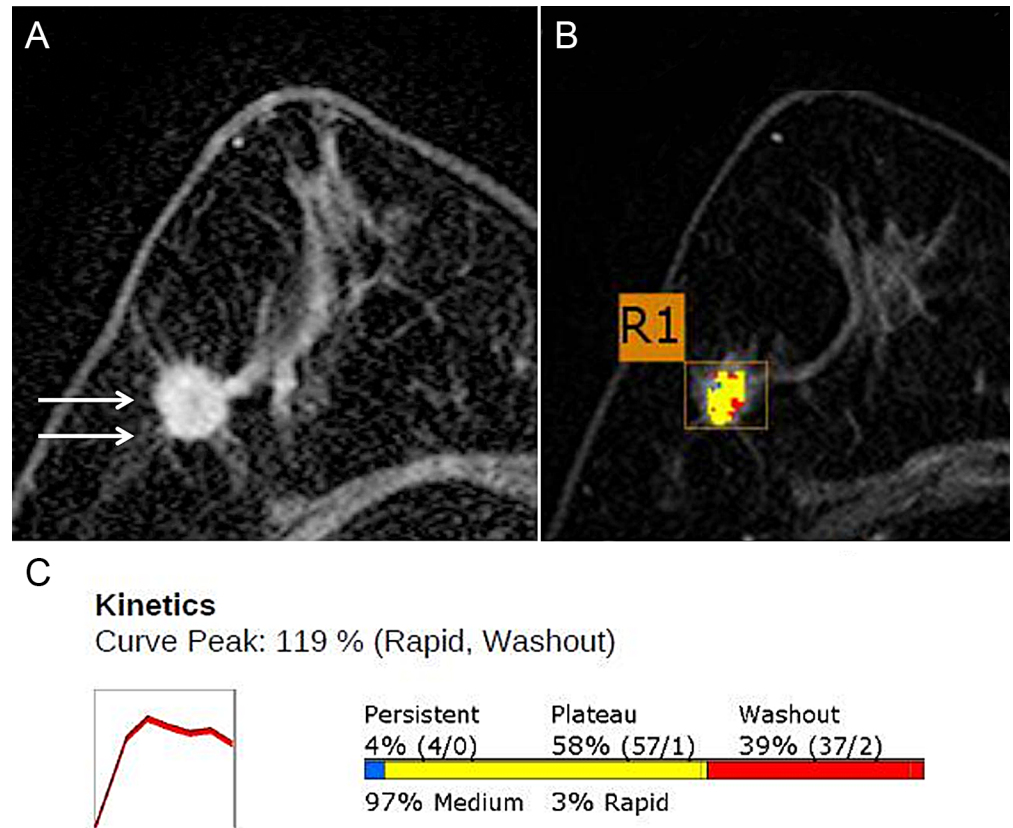 A
B
R1
C
Kinetics
Curve Peak: 119 % (Rapid, Washout)
Persistent Plateau Washout
4% (4/0) 58% (57/1) 39% (37/2)
97% Medium 3% Rapid